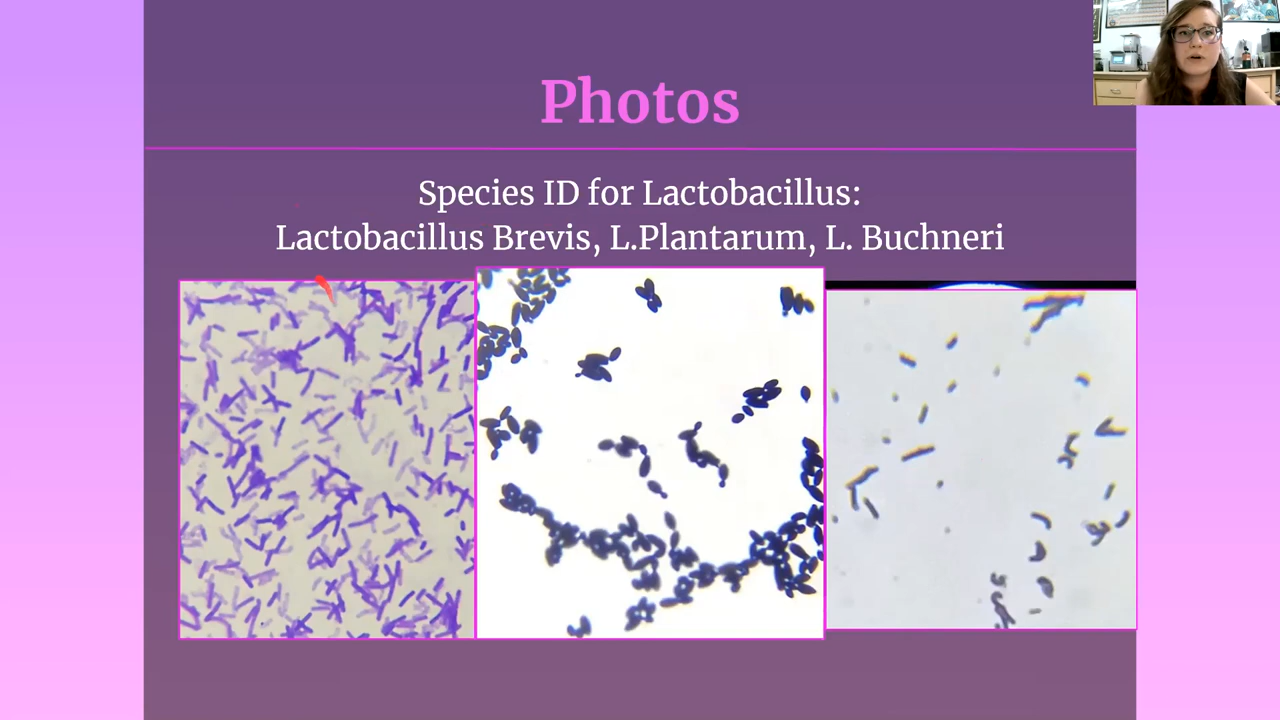 Photos
Species ID for Lactobacillus:
Lactobacillus Brevis, L.Plantarum, L. Buchneri